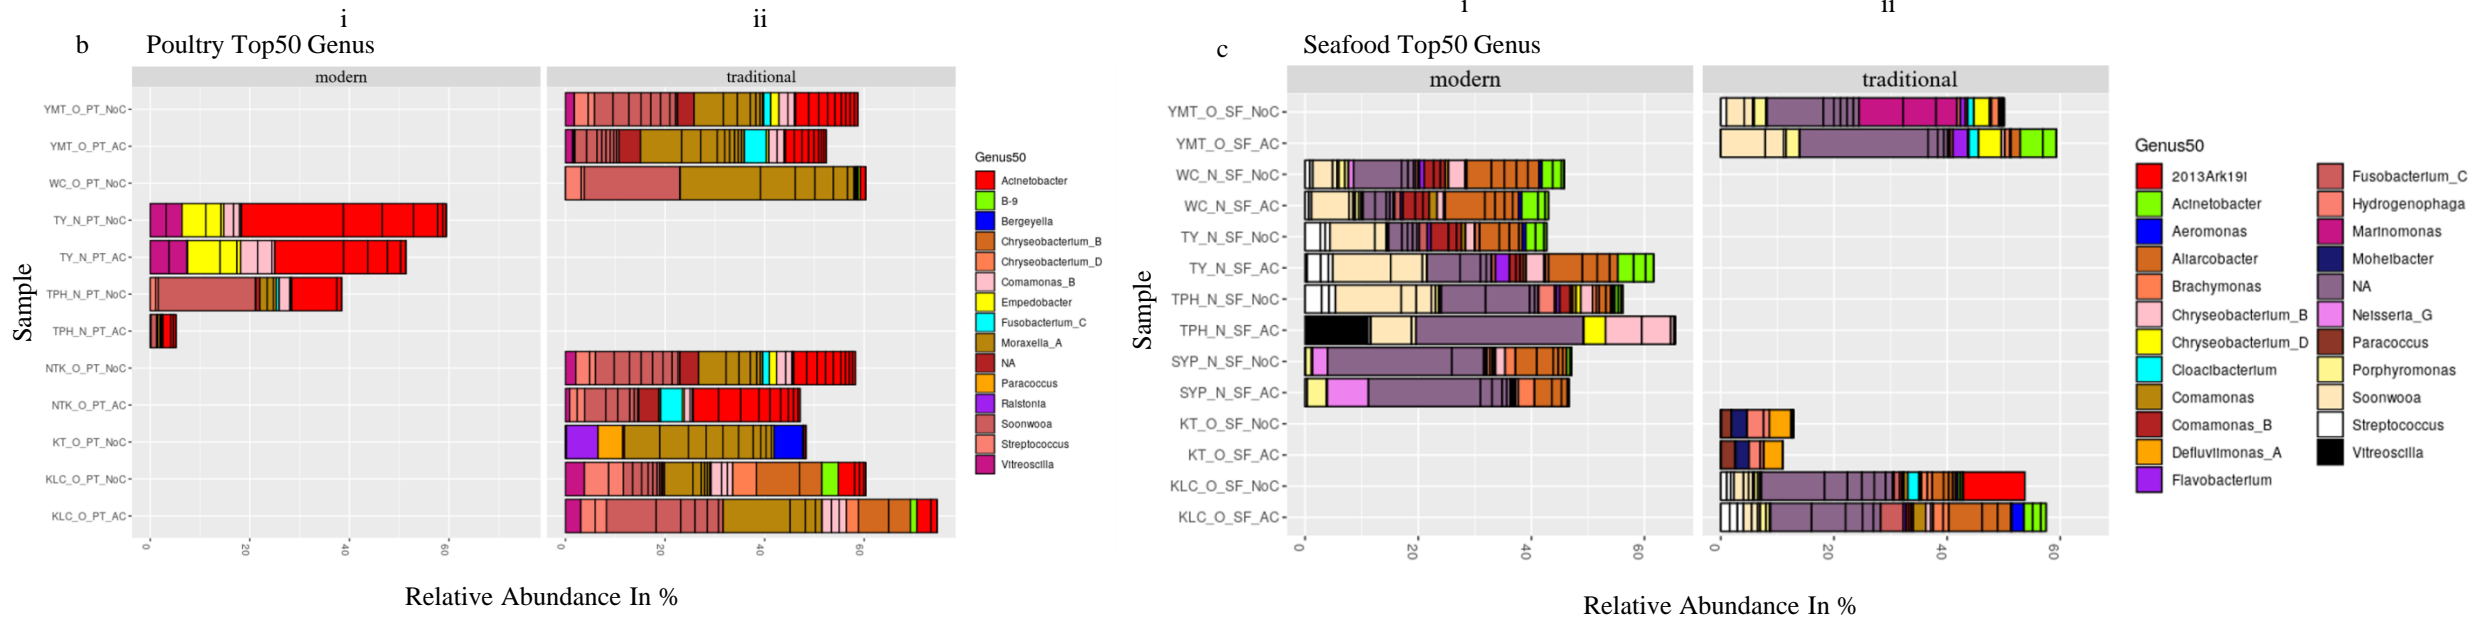 i
ii
b
Poultry Top50 Genus
modern
traditional
YMT_O_PT_NoC
YMT_O_PT_AC
WC_O_PT_NoC
TY_N_PT_NoC
TY_N_PT_AC
TPH_N_PT_NoC
TPH_N_PT_AC
NTK_O_PT_NoC
NTK_O_PT_AC
KT_O_PT_NoC
KLC_O_PT_NoC
KLC_O_PT_AC
Sample
0
20
40
60
0
20
40
60
Relative Abundance In %
Genus50
Acinetobacter
B-9
Bergeyella
Chryseobacterium_B
Chryseobacterium_D
Comamonas_B
Empedobacter
Fusobacterium_C
Moraxella_A
NA
Paracoccus
Ralstonia
Soonwooa
Streptococcus
Vitreoscilla
i
ii
c
Seafood Top50 Genus
modern
traditional
YMT_O_SF_NoC
YMT_O_SF_AC
WC_N_SF_NoC
WC_N_SF_AC
TY_N_SF_NoC
TY_N_SF_AC
TPH_N_SF_NoC
TPH_N_SF_AC
SYP_N_SF_NoC
SYP_N_SF_AC
KT_O_SF_NoC
KT_O_SF_AC
KLC_O_SF_NoC
KLC_O_SF_AC
Sample
0
20
40
60
0
20
40
60
Relative Abundance In %
Genus50
2013Ark19i
Acinetobacter
Aeromonas
Aliarcobacter
Brachymonas
Chryseobacterium_B
Chryseobacterium_D
Cloacibacterium
Comamonas
Comamonas_B
Defluviimonas_A
Flavobacterium
Fusobacterium_C
Hydrogenophaga
Marinomonas
Moheibacter
NA
Neisseria_G
Paracoccus
Porphyromonas
Soonwooa
Streptococcus
Vitreoscilla